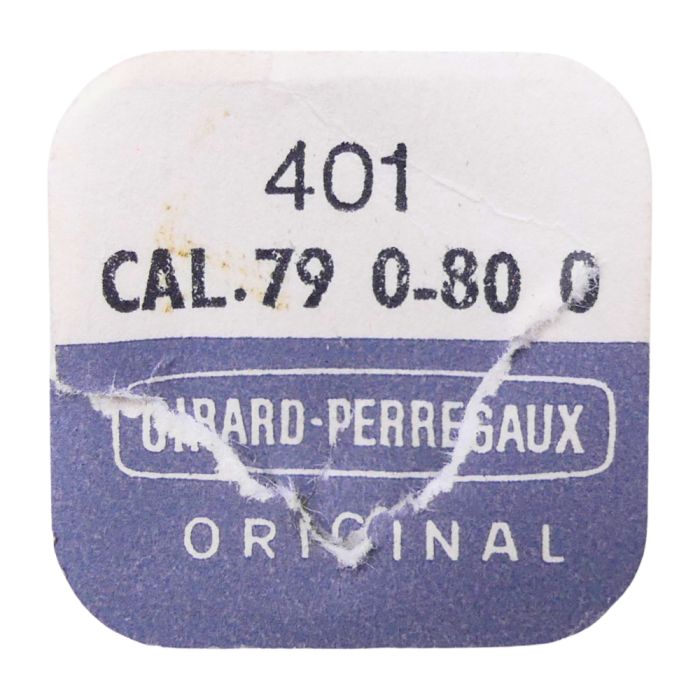 401
CAL.79 0-80 0
GIRARD-PERREGAUX
ORIGINAL